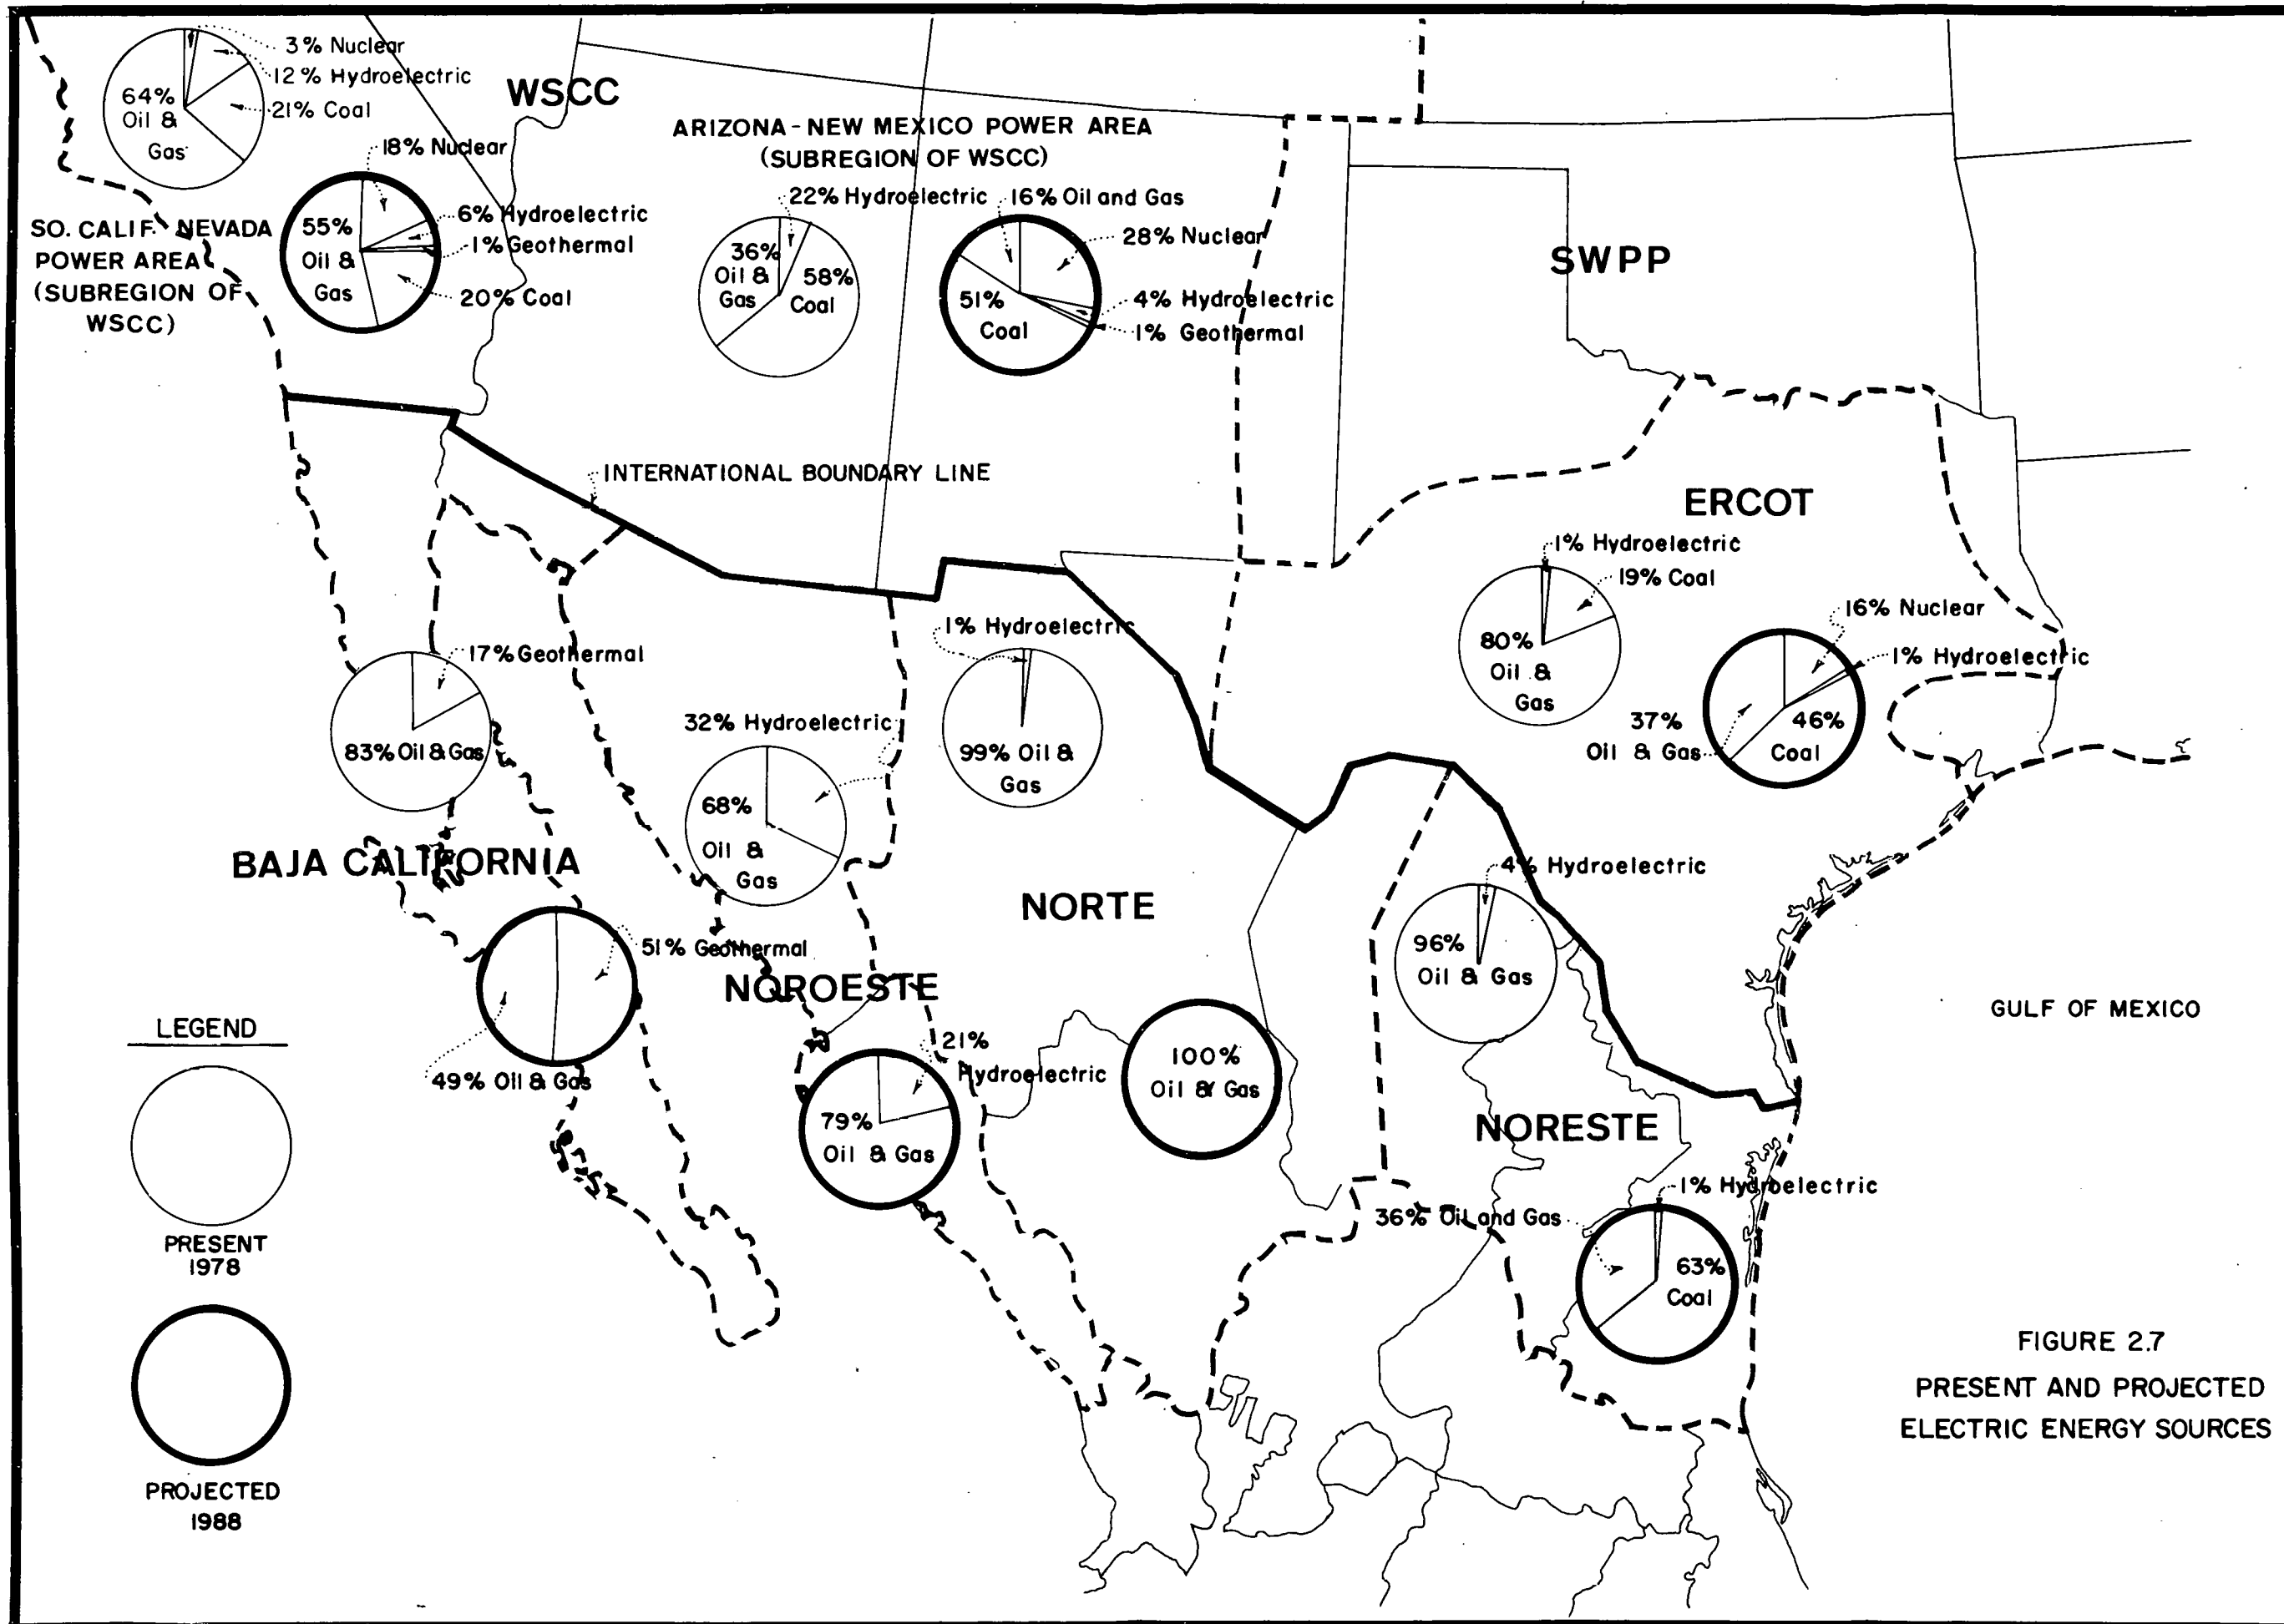 3% Nuclear
12% Hydroelectric
21% Coal
64%
Oil &
Gas
WSCC
18% Nuclear
6% Hydroelectric
1% Geothermal
20% Coal
55%
Oil &
Gas
SO. CALIF. NEVADA
POWER AREA
(SUBREGION OF
WSCC)
ARIZONA-NEW MEXICO POWER AREA
(SUBREGION OF WSCC)
22% Hydroelectric
36%
Oil &
Gas
58%
Coal
16% Oil and Gas
28% Nuclear
4% Hydroelectric
1% Geothermal
51%
Coal
SWPP
INTERNATIONAL BOUNDARY LINE
ERCOT
1% Hydroelectric
19% Coal
80%
Oil &
Gas
16% Nuclear
1% Hydroelectric
37%
Oil & Gas
46%
Coal
17% Geothermal
83% Oil & Gas
32% Hydroelectric
68%
Oil &
Gas
1% Hydroelectric
99% Oil &
Gas
BAJA CALIFORNIA
51% Geothermal
49% Oil & Gas
NOROESTE
21%
Hydroelectric
79%
Oil & Gas
NORTE
100%
Oil & Gas
4% Hydroelectric
96%
Oil & Gas
NORESTE
1% Hydroelectric
36% Oil and Gas
63%
Coal
GULF OF MEXICO
LEGEND
PRESENT
1978
PROJECTED
1988
FIGURE 2.7
PRESENT AND PROJECTED
ELECTRIC ENERGY SOURCES